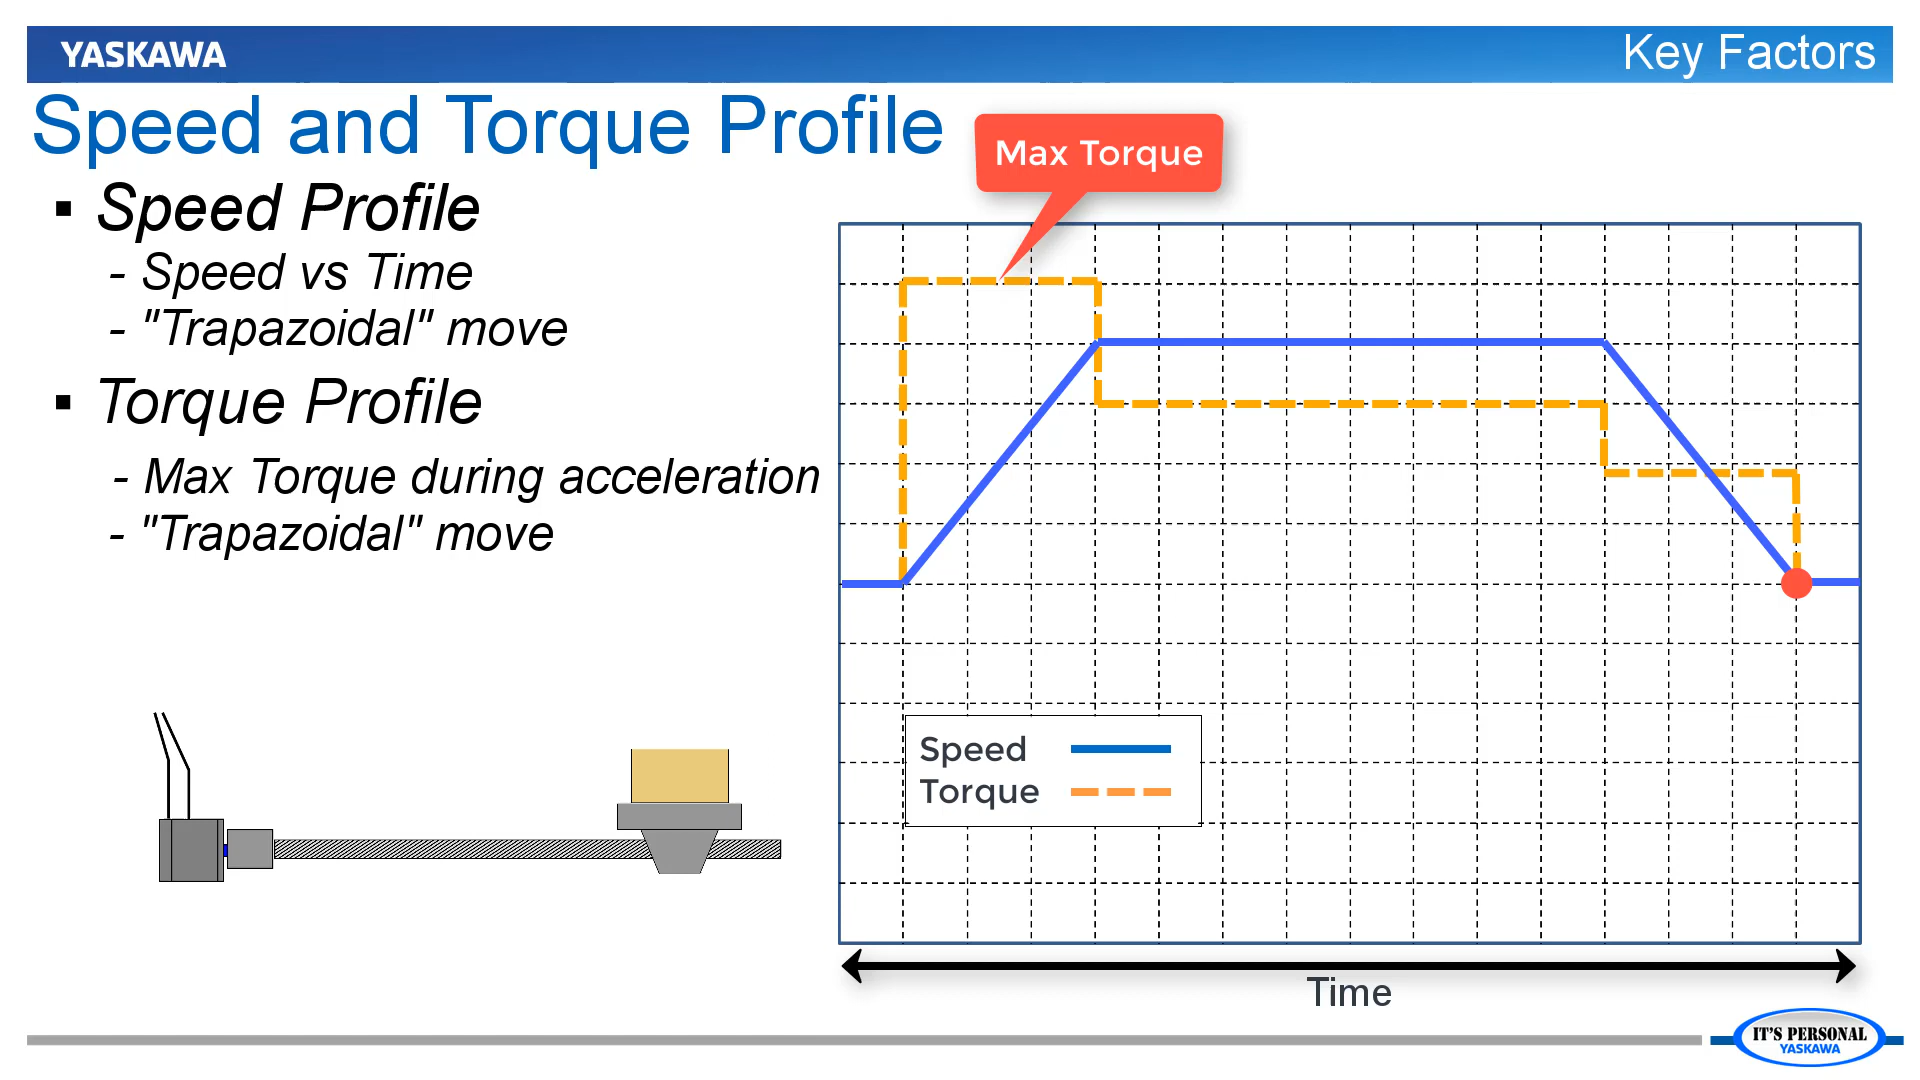 YASKAWA
Key Factors
Speed and Torque Profile
Max Torque
▪ Speed Profile
- Speed vs Time
- "Trapazoidal" move
▪ Torque Profile
- Max Torque during acceleration
- "Trapazoidal" move
Speed
Torque
Time
IT'S PERSONAL
YASKAWA